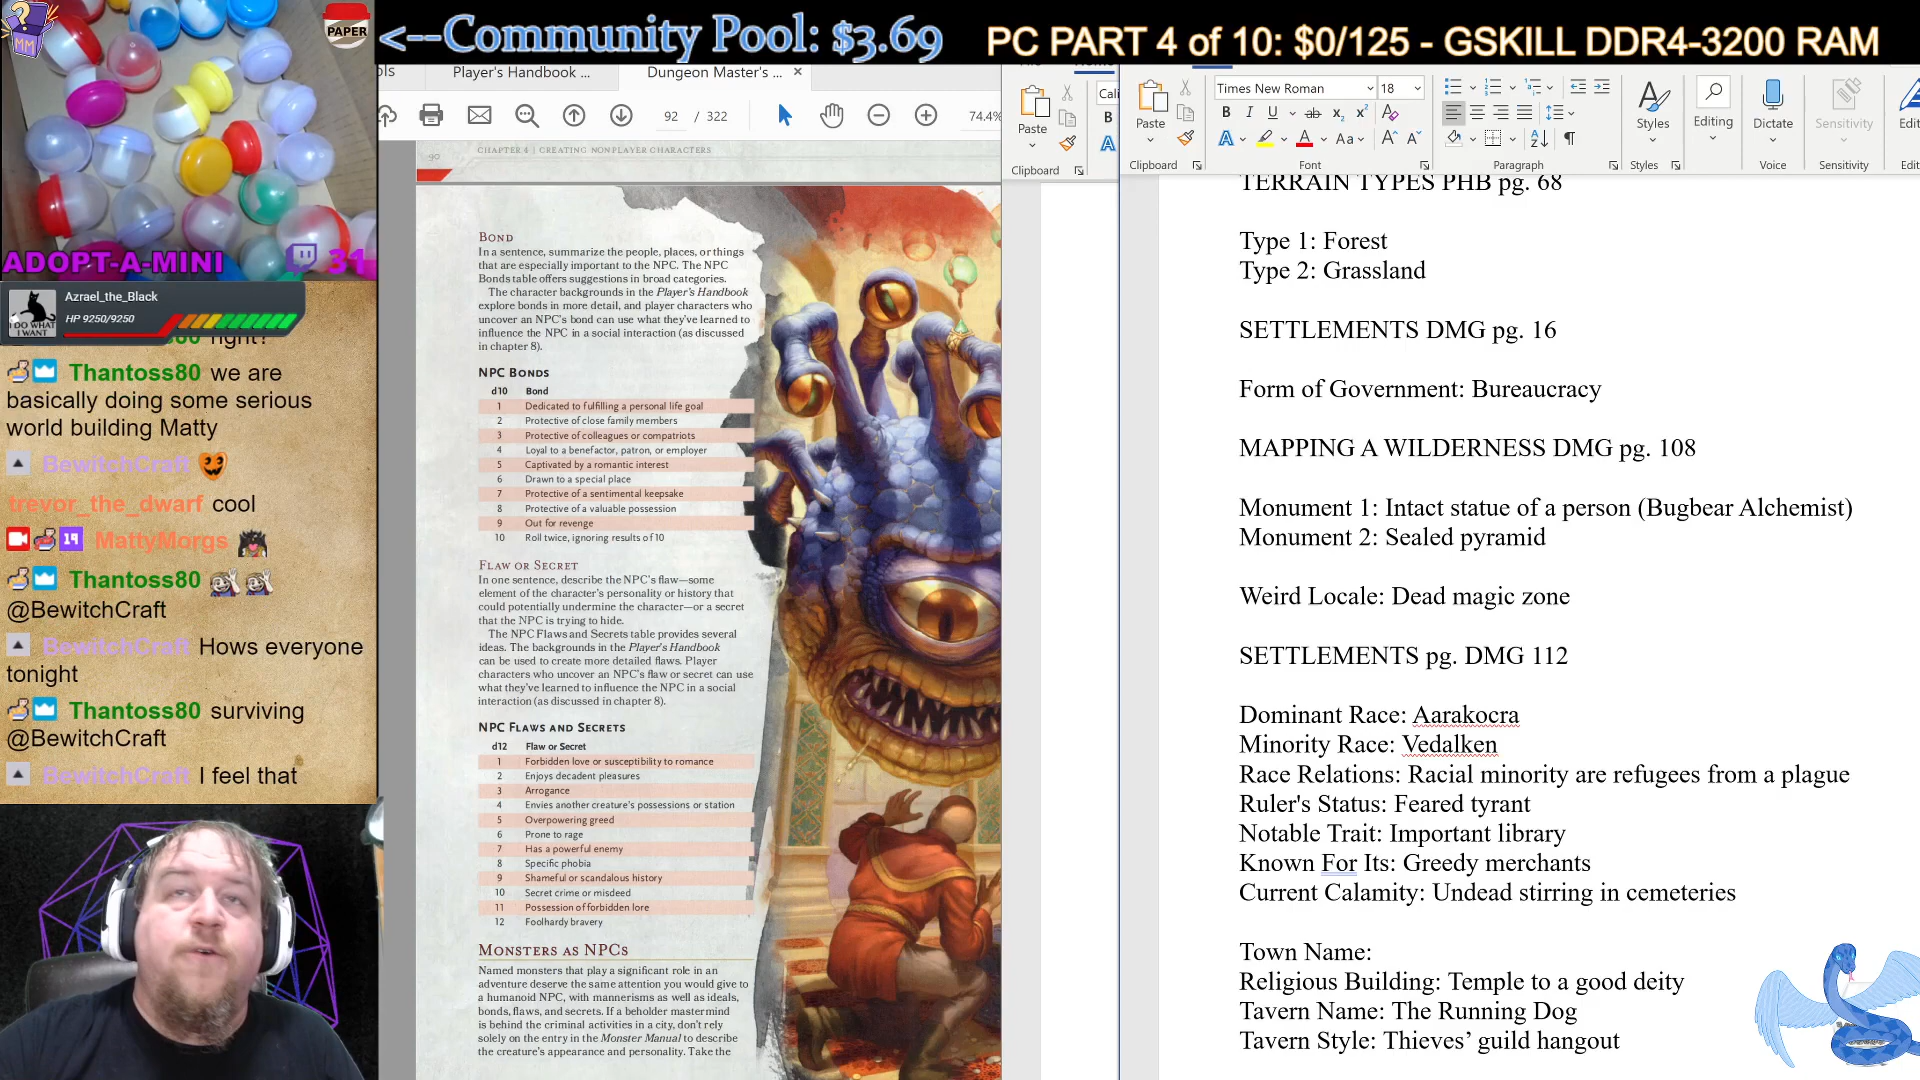 <--Community Pool: $3.69
PC PART 4 of 10: $0/125 - GSKILL DDR4-3200 RAM
?
MM
PAPER
ADOPT-A-MINI
31
Azrael_the_Black
HP 9250/9250
I DO WHAT
I WANT
right?
Thantoss80 we are
basically doing some serious
world building Matty
BewitchCraft
trevor_the_dwarf cool
19 MattyMorgs
Thantoss80
@BewitchCraft
BewitchCraft Hows everyone
tonight
Thantoss80 surviving
@BewitchCraft
BewitchCraft I feel that
ols
Player's Handbook ...
Dungeon Master's ... ×
92 / 322
74.4%
90
CHAPTER 4 | CREATING NONPLAYER CHARACTERS
BOND
In a sentence, summarize the people, places, or things
that are especially important to the NPC. The NPC
Bonds table offers suggestions in broad categories.
The character backgrounds in the Player's Handbook
explore bonds in more detail, and player characters who
uncover an NPC's bond can use what they've learned to
influence the NPC in a social interaction (as discussed
in chapter 8).
NPC BONDS
d10 Bond
1 Dedicated to fulfilling a personal life goal
2 Protective of close family members
3 Protective of colleagues or compatriots
4 Loyal to a benefactor, patron, or employer
5 Captivated by a romantic interest
6 Drawn to a special place
7 Protective of a sentimental keepsake
8 Protective of a valuable possession
9 Out for revenge
10 Roll twice, ignoring results of 10
FLAW OR SECRET
In one sentence, describe the NPC's flaw—some
element of the character's personality or history that
could potentially undermine the character—or a secret
that the NPC is trying to hide.
The NPC Flaws and Secrets table provides several
ideas. The backgrounds in the Player's Handbook
can be used to create more detailed flaws. Player
characters who uncover an NPC's flaw or secret can use
what they've learned to influence the NPC in a social
interaction (as discussed in chapter 8).
NPC FLAWS AND SECRETS
d12 Flaw or Secret
1 Forbidden love or susceptibility to romance
2 Enjoys decadent pleasures
3 Arrogance
4 Envies another creature's possessions or station
5 Overpowering greed
6 Prone to rage
7 Has a powerful enemy
8 Specific phobia
9 Shameful or scandalous history
10 Secret crime or misdeed
11 Possession of forbidden lore
12 Foolhardy bravery
MONSTERS AS NPCS
Named monsters that play a significant role in an
adventure deserve the same attention you would give to
a humanoid NPC, with mannerisms as well as ideals,
bonds, flaws, and secrets. If a beholder mastermind
is behind the criminal activities in a city, don't rely
solely on the entry in the Monster Manual to describe
the creature's appearance and personality. Take the
Cali
Paste
B
A
Clipboard
Paste
Clipboard
Times New Roman
18
B I U ab x₂ x²
A A Aa A A
Font
Paragraph
Styles
Styles
Editing
Dictate
Voice
Sensitivity
Sensitivity
Edit
TERRAIN TYPES PHB pg. 68
Type 1: Forest
Type 2: Grassland
SETTLEMENTS DMG pg. 16
Form of Government: Bureaucracy
MAPPING A WILDERNESS DMG pg. 108
Monument 1: Intact statue of a person (Bugbear Alchemist)
Monument 2: Sealed pyramid
Weird Locale: Dead magic zone
SETTLEMENTS pg. DMG 112
Dominant Race: Aarakocra
Minority Race: Vedalken
Race Relations: Racial minority are refugees from a plague
Ruler's Status: Feared tyrant
Notable Trait: Important library
Known For Its: Greedy merchants
Current Calamity: Undead stirring in cemeteries
Town Name:
Religious Building: Temple to a good deity
Tavern Name: The Running Dog
Tavern Style: Thieves’ guild hangout